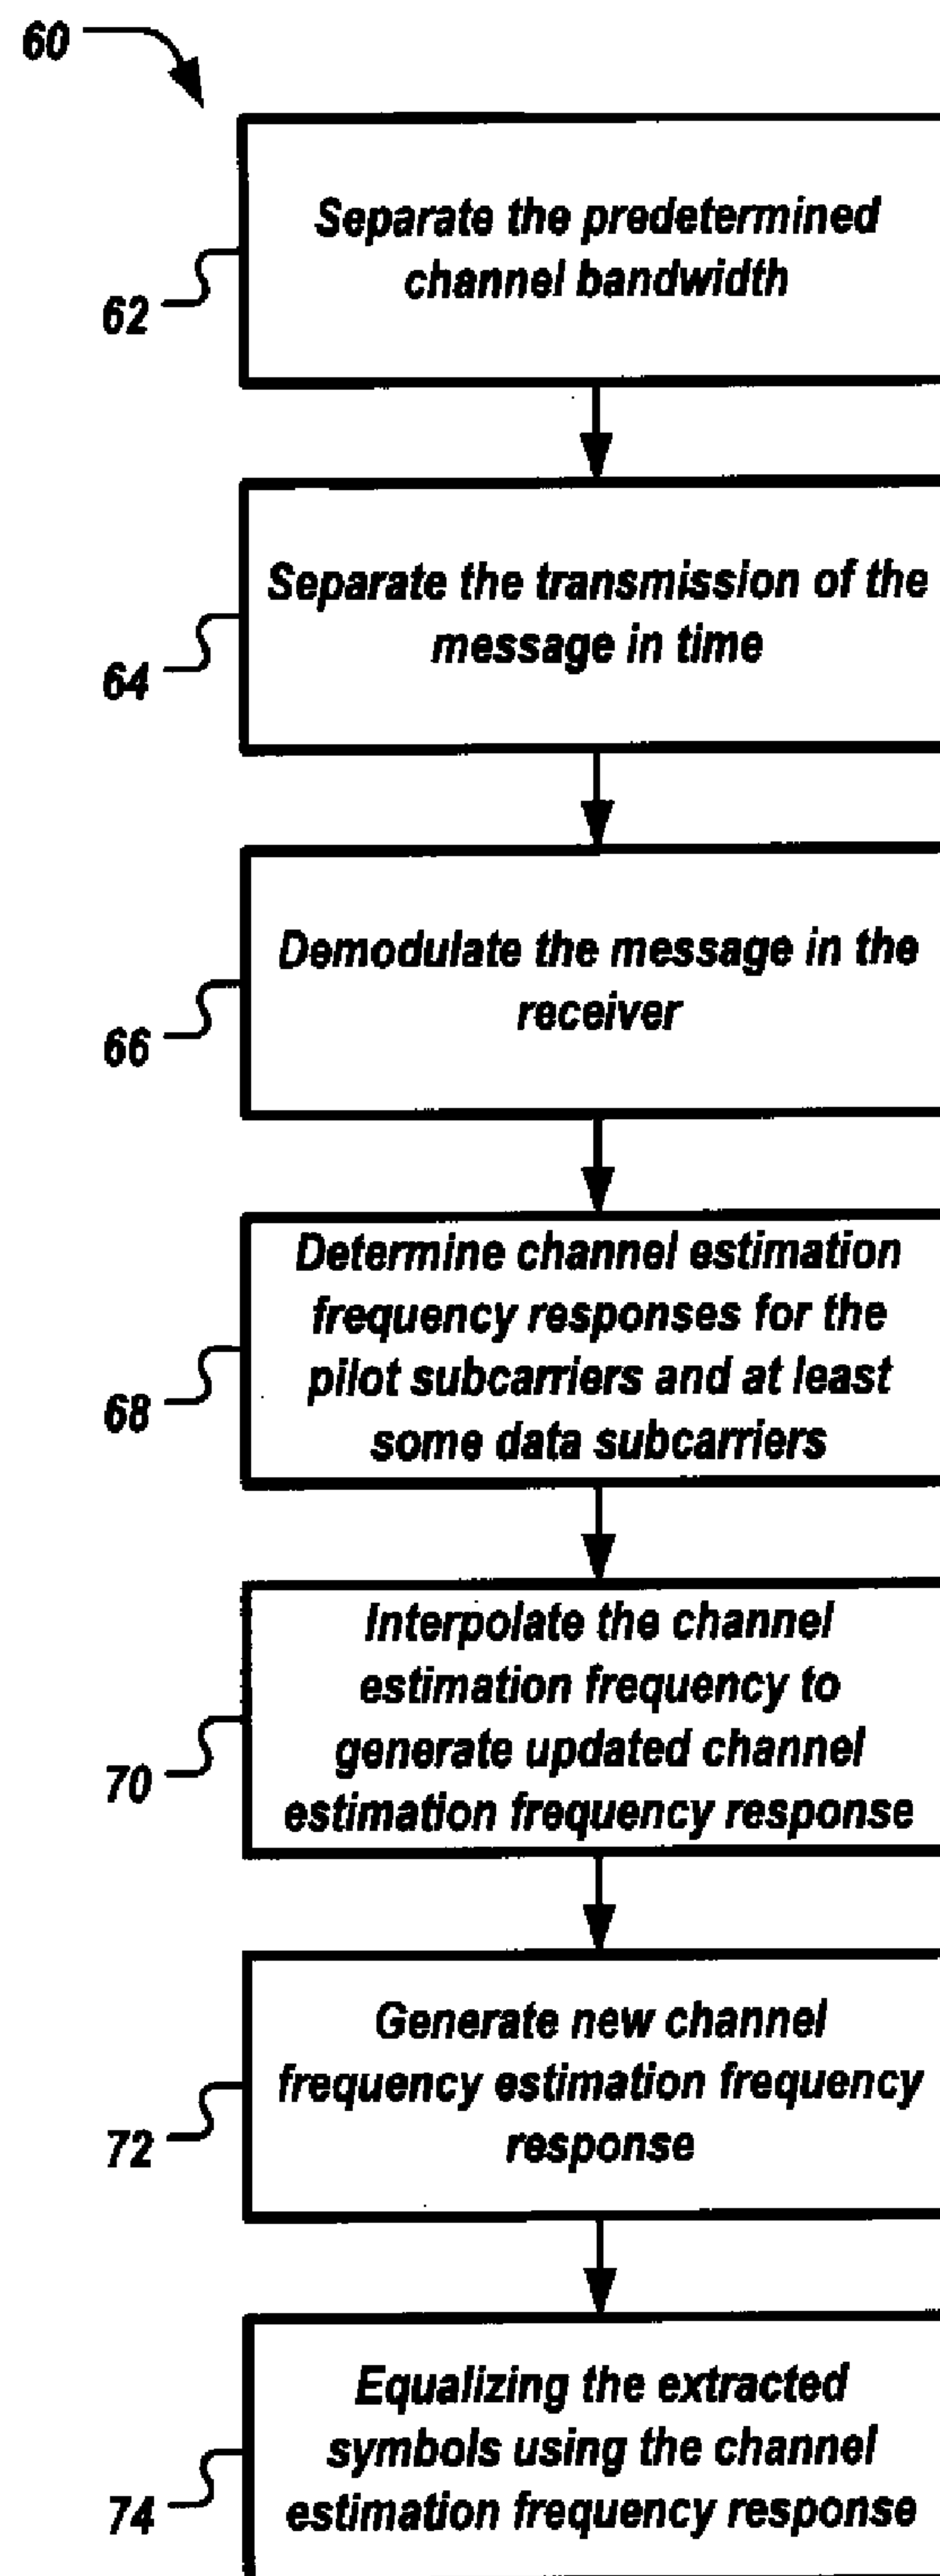 60
Separate the predetermined
channel bandwidth
62
Separate the transmission of the
message in time
64
Demodulate the message in the
receiver
66
Determine channel estimation
frequency responses for the
pilot subcarriers and at least
some data subcarriers
68
Interpolate the channel
estimation frequency to
generate updated channel
estimation frequency response
70
Generate new channel
frequency estimation frequency
response
72
Equalizing the extracted
symbols using the channel
estimation frequency response
74